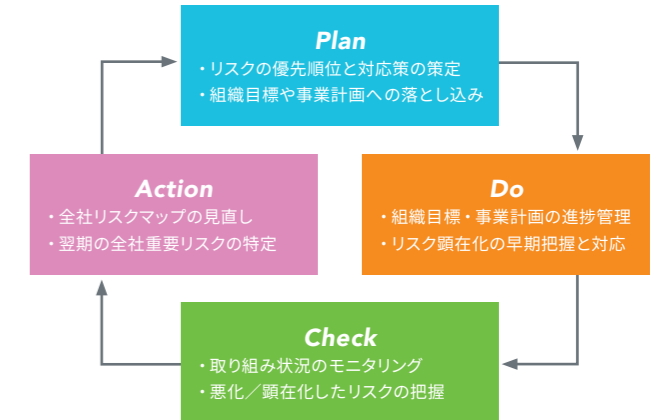 Plan
・リスクの優先順位と対応策の策定
・組織目標や事業計画への落とし込み
Do
・組織目標・事業計画の進捗管理
・リスク顕在化の早期把握と対応
Check
・取り組み状況のモニタリング
・悪化／顕在化したリスクの把握
Action
・全社リスクマップの見直し
・翌期の全社重要リスクの特定